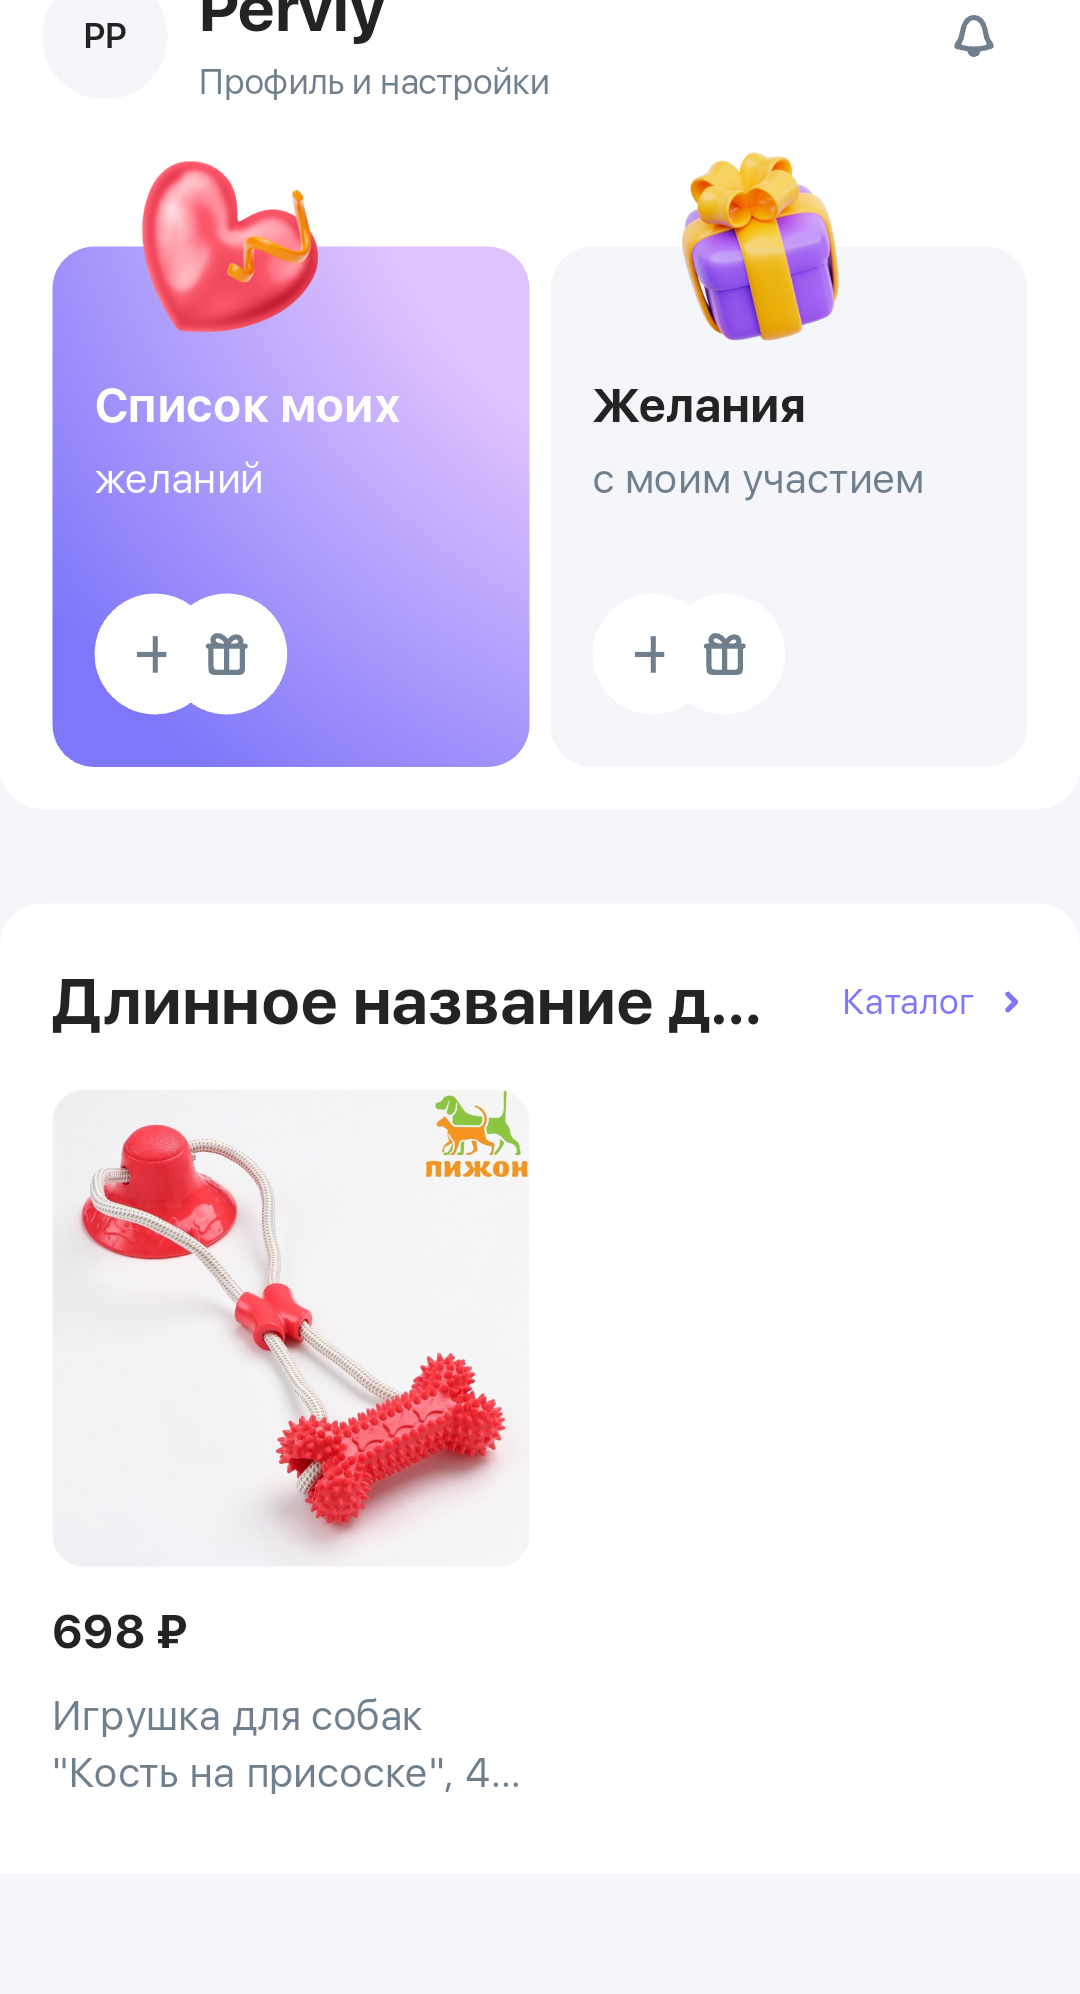 PP
Perviy
Профиль и настройки
Список моих
желаний
Желания
с моим участием
Длинное название д...
Каталог
ПИЖОН
698 ₽
Игрушка для собак
"Кость на присоске", 4...